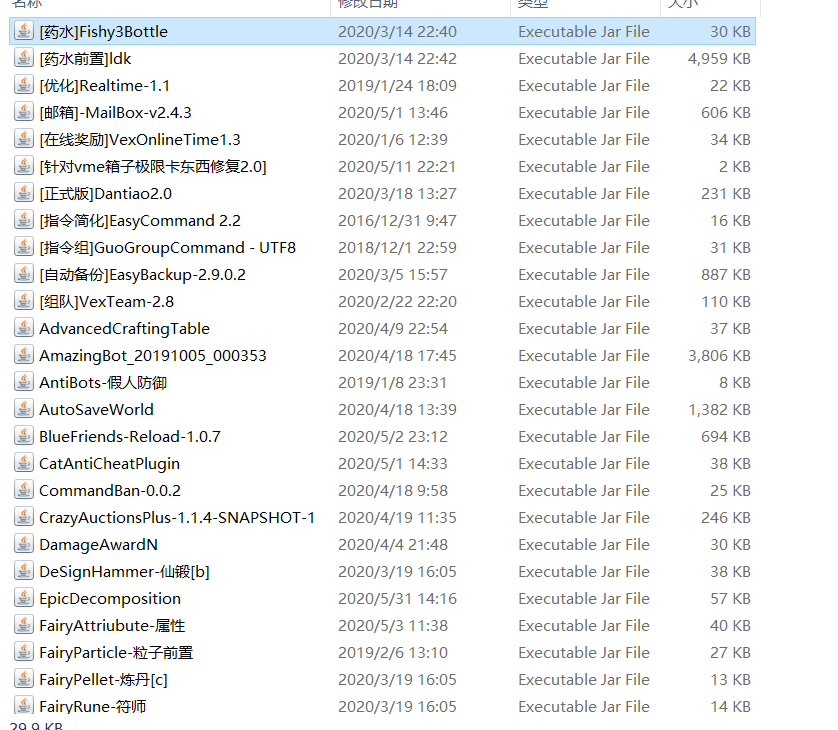 名称 修改日期 类型 大小
[药水]Fishy3Bottle 2020/3/14 22:40 Executable Jar File 30 KB
[药水前置]ldk 2020/3/14 22:42 Executable Jar File 4,959 KB
[优化]Realtime-1.1 2019/1/24 18:09 Executable Jar File 22 KB
[邮箱]-MailBox-v2.4.3 2020/5/1 13:46 Executable Jar File 606 KB
[在线奖励]VexOnlineTime1.3 2020/1/6 12:39 Executable Jar File 34 KB
[针对vme箱子极限卡东西修复2.0] 2020/5/11 22:21 Executable Jar File 2 KB
[正式版]Dantiao2.0 2020/3/18 13:27 Executable Jar File 231 KB
[指令简化]EasyCommand 2.2 2016/12/31 9:47 Executable Jar File 16 KB
[指令组]GuoGroupCommand - UTF8 2018/12/1 22:59 Executable Jar File 31 KB
[自动备份]EasyBackup-2.9.0.2 2020/3/5 15:57 Executable Jar File 887 KB
[组队]VexTeam-2.8 2020/2/22 22:20 Executable Jar File 110 KB
AdvancedCraftingTable 2020/4/9 22:54 Executable Jar File 37 KB
AmazingBot_20191005_000353 2020/4/18 17:45 Executable Jar File 3,806 KB
AntiBots-假人防御 2019/1/8 23:31 Executable Jar File 8 KB
AutoSaveWorld 2020/4/18 13:39 Executable Jar File 1,382 KB
BlueFriends-Reload-1.0.7 2020/5/2 23:12 Executable Jar File 694 KB
CatAntiCheatPlugin 2020/5/1 14:33 Executable Jar File 38 KB
CommandBan-0.0.2 2020/4/18 9:58 Executable Jar File 25 KB
CrazyAuctionsPlus-1.1.4-SNAPSHOT-1 2020/4/19 11:35 Executable Jar File 246 KB
DamageAwardN 2020/4/4 21:48 Executable Jar File 30 KB
DeSignHammer-仙锻[b] 2020/3/19 16:05 Executable Jar File 38 KB
EpicDecomposition 2020/5/31 14:16 Executable Jar File 57 KB
FairyAttriubute-属性 2020/5/3 11:38 Executable Jar File 40 KB
FairyParticle-粒子前置 2019/2/6 13:10 Executable Jar File 27 KB
FairyPellet-炼丹[c] 2020/3/19 16:05 Executable Jar File 13 KB
FairyRune-符师 2020/3/19 16:05 Executable Jar File 14 KB
29.9 KB